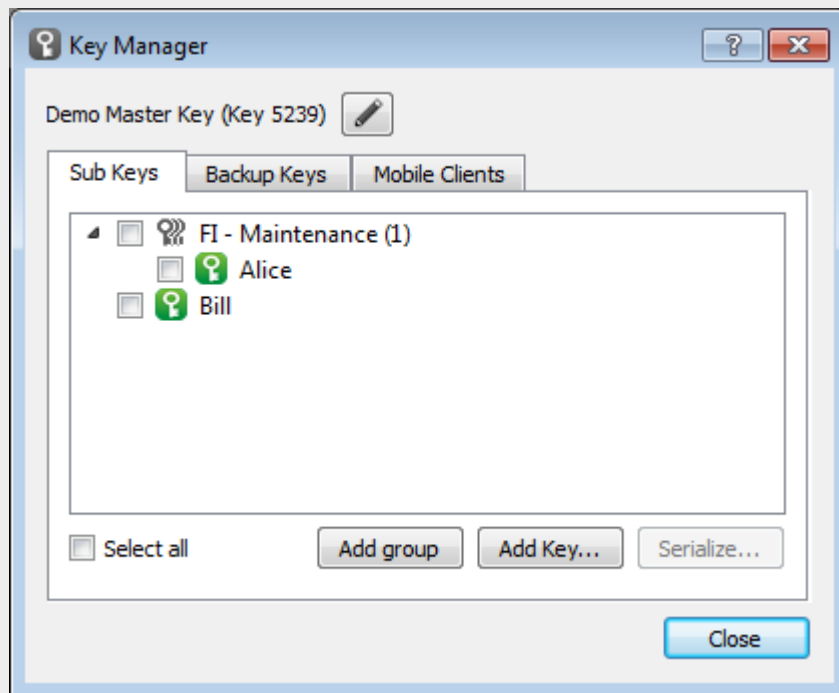 Key Manager
Demo Master Key (Key 5239)
Sub Keys Backup Keys Mobile Clients
FI - Maintenance (1)
Alice
Bill
Select all Add group Add Key... Serialize...
Close